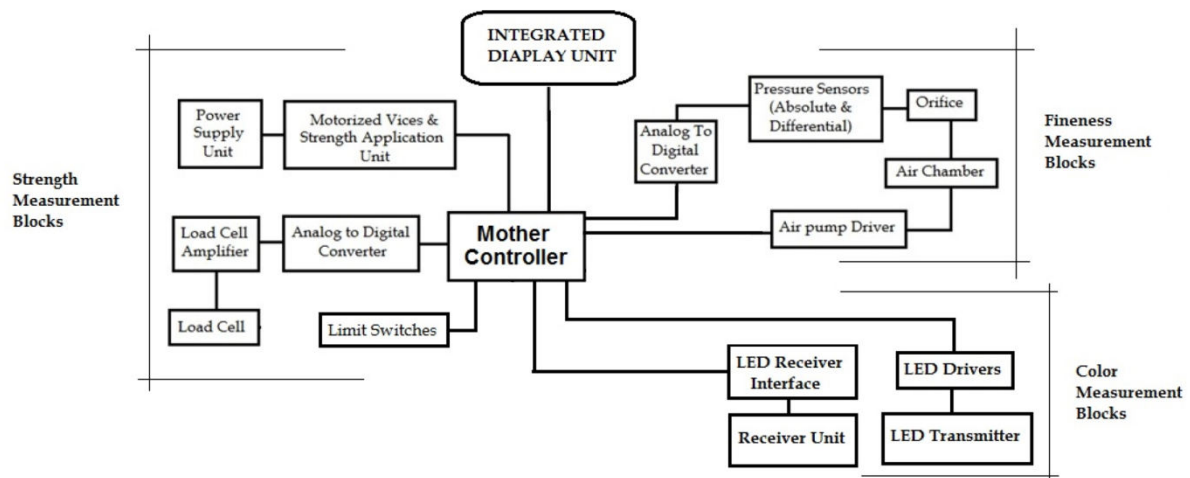 INTEGRATED
DIAPLAY UNIT
Strength
Measurement
Blocks
Power
Supply
Unit
Motorized Vices &
Strength Application
Unit
Load Cell
Amplifier
Analog to Digital
Converter
Load Cell
Limit Switches
Mother
Controller
Analog To
Digital
Converter
Pressure Sensors
(Absolute &
Differential)
Orifice
Air Chamber
Air pump Driver
Fineness
Measurement
Blocks
LED Receiver
Interface
Receiver Unit
LED Drivers
LED Transmitter
Color
Measurement
Blocks